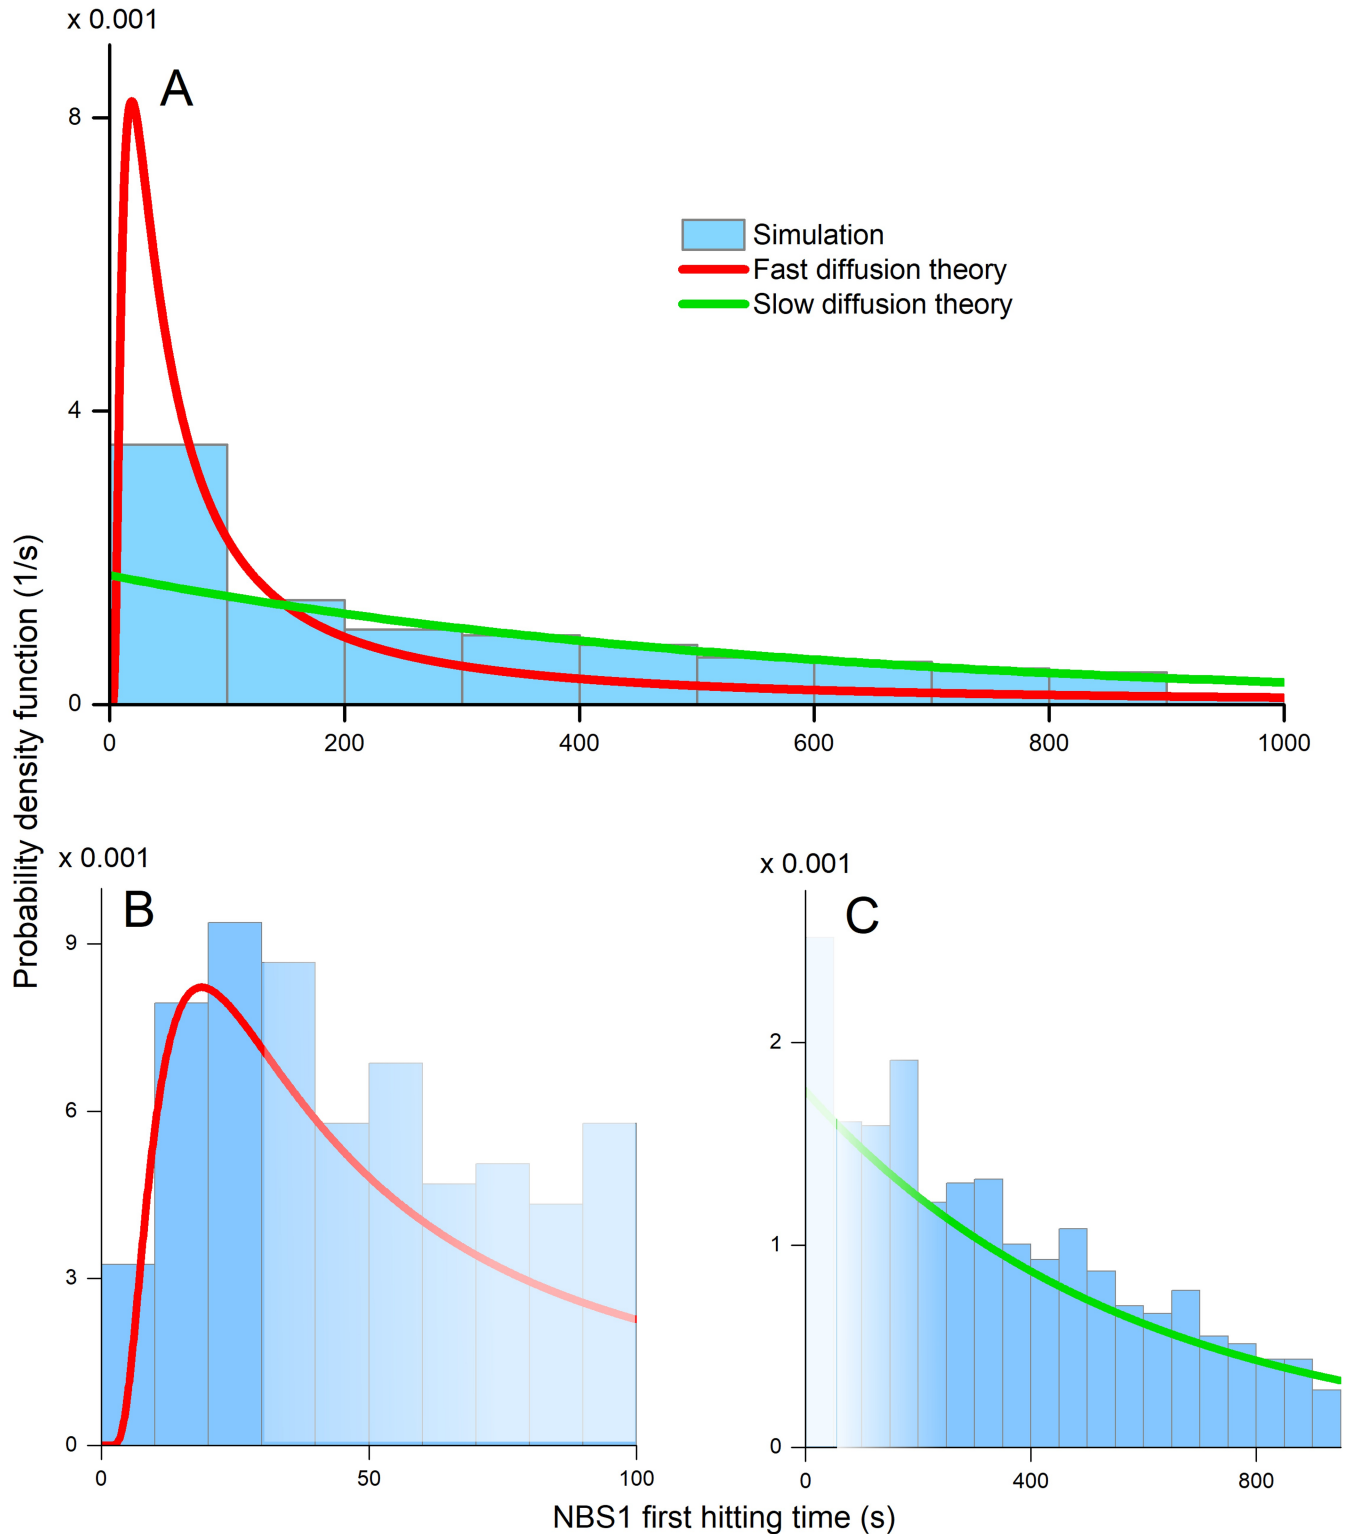 x 0.001
A
8
4
0
0 200 400 600 800 1000
Simulation
Fast diffusion theory
Slow diffusion theory
Probability density function (1/s)
x 0.001
B
9
6
3
0
0 50 100
x 0.001
C
2
1
0
0 400 800
NBS1 first hitting time (s)